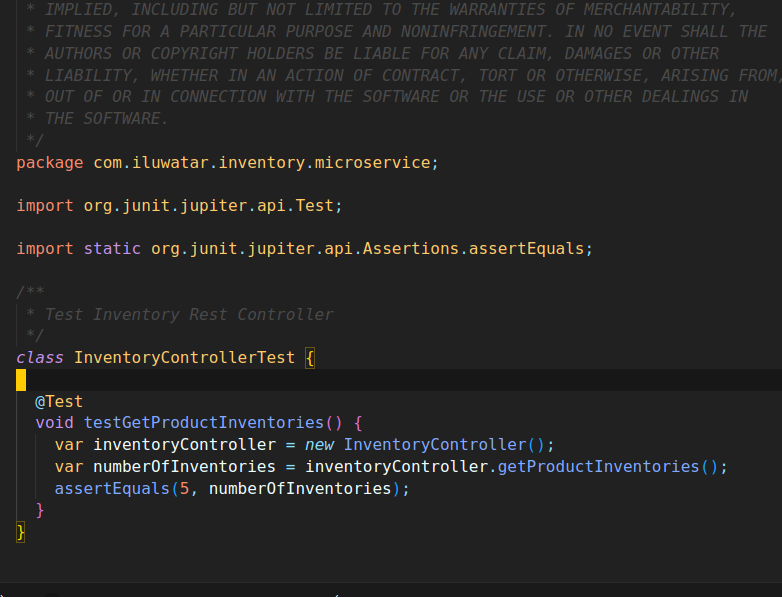 * IMPLIED, INCLUDING BUT NOT LIMITED TO THE WARRANTIES OF MERCHANTABILITY,
* FITNESS FOR A PARTICULAR PURPOSE AND NONINFRINGEMENT. IN NO EVENT SHALL THE
* AUTHORS OR COPYRIGHT HOLDERS BE LIABLE FOR ANY CLAIM, DAMAGES OR OTHER
* LIABILITY, WHETHER IN AN ACTION OF CONTRACT, TORT OR OTHERWISE, ARISING FROM,
* OUT OF OR IN CONNECTION WITH THE SOFTWARE OR THE USE OR OTHER DEALINGS IN
* THE SOFTWARE.
*/
package com.iluwatar.inventory.microservice;
import org.junit.jupiter.api.Test;
import static org.junit.jupiter.api.Assertions.assertEquals;
/**
* Test Inventory Rest Controller
*/
class InventoryControllerTest {
@Test
void testGetProductInventories() {
var inventoryController = new InventoryController();
var numberOfInventories = inventoryController.getProductInventories();
assertEquals(5, numberOfInventories);
}
}